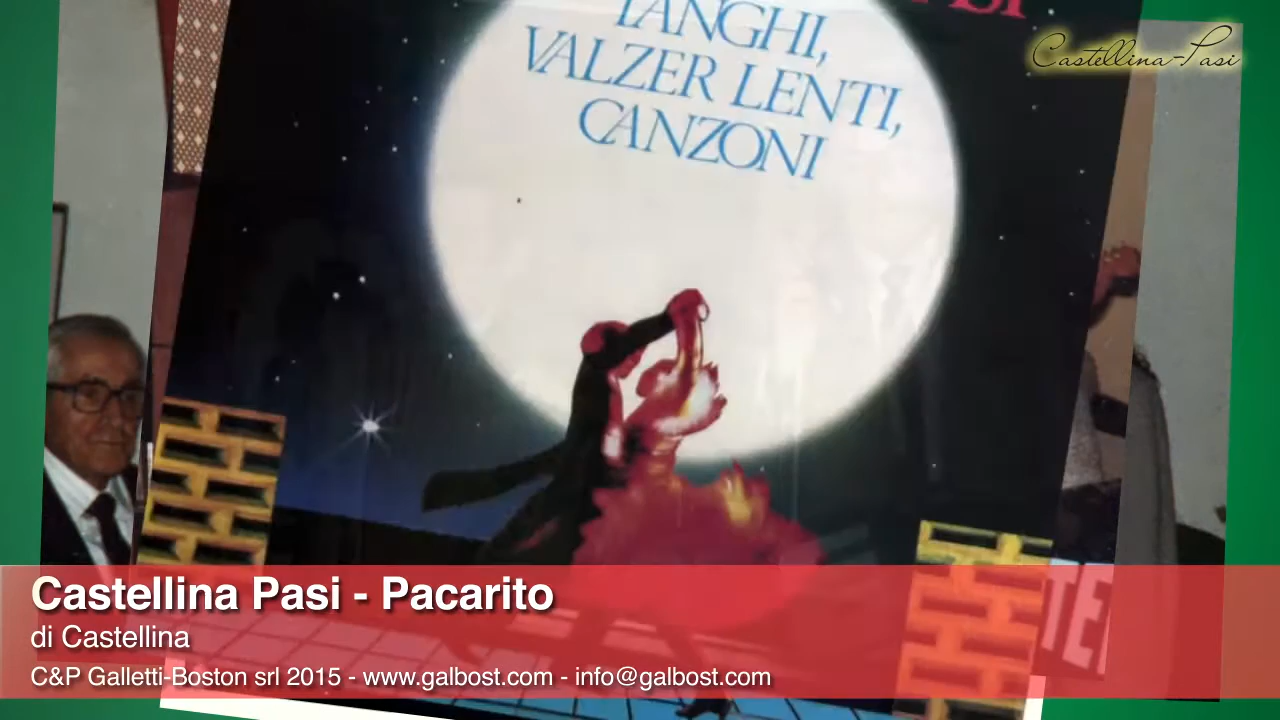 Castellina-Pasi
TANGHI,
VALZER LENTI,
CANZONI
Castellina Pasi - Pacarito
di Castellina
C&P Galletti-Boston srl 2015 - www.galbost.com - info@galbost.com